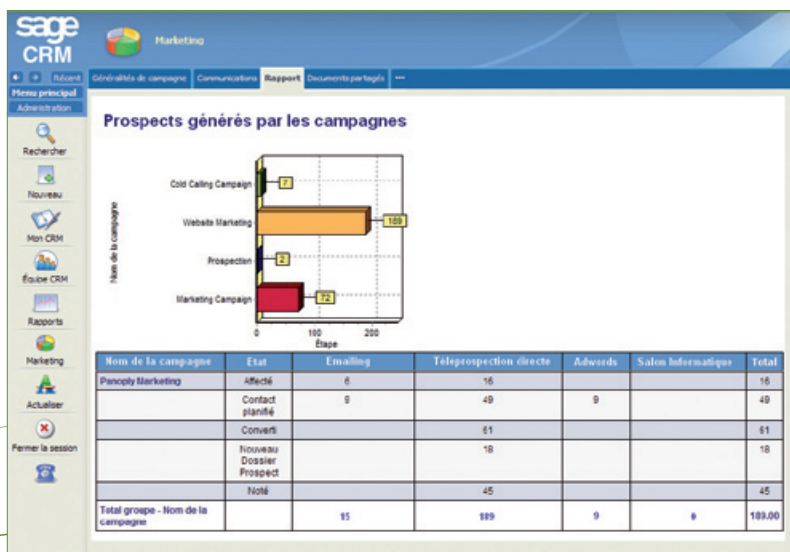 sage
CRM
Marketing
Récent
Généralités de campagne Communications Rapport Documents partagés ...
Menu principal
Administration
Rechercher
Nouveau
Mon CRM
Équipe CRM
Rapports
Marketing
Actualiser
Fermer la session
Prospects générés par les campagnes
Nom de la campagne
Cold Calling Campaign 7
Website Marketing 189
Prospection 2
Marketing Campaign 72
0 100 200
Étape
Nom de la campagne Etat Emailing Téléprospection directe Adwords Salon Informatique Total
Panoply Marketing Affecté 6 16 16
Contact 9 49 9 49
planifié
Converti 61 61
Nouveau 18 18
Dossier
Prospect
Noté 45 45
Total groupe - Nom de la
campagne 15 189 9 0 189.00